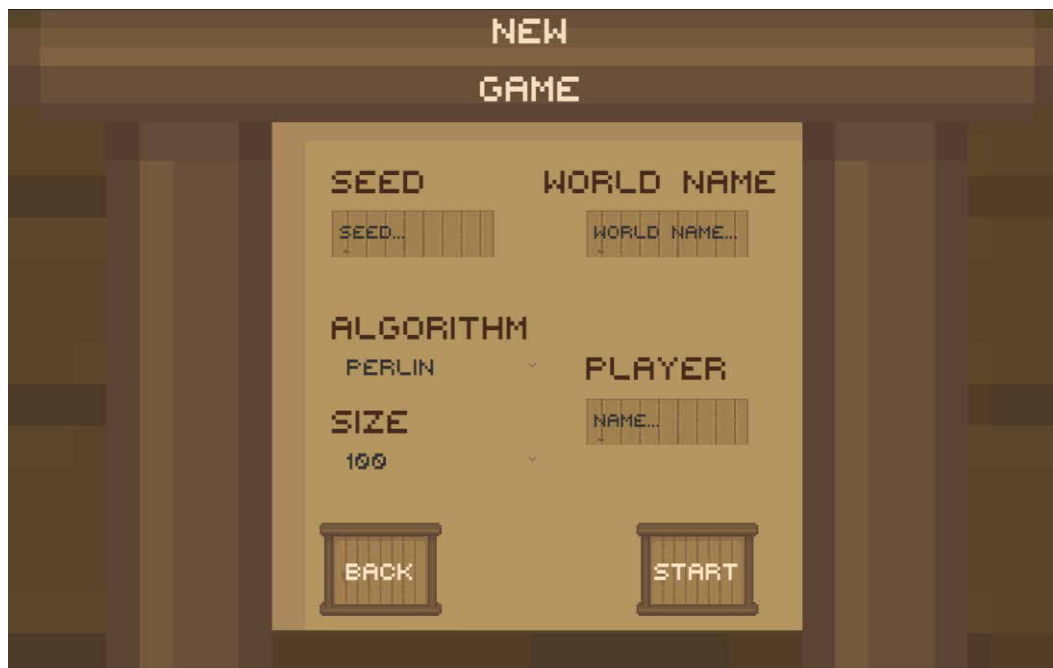 NEW
GAME
SEED
WORLD NAME
SEED...
WORLD NAME...
ALGORITHM
PERLIN
PLAYER
SIZE
NAME...
100
BACK
START